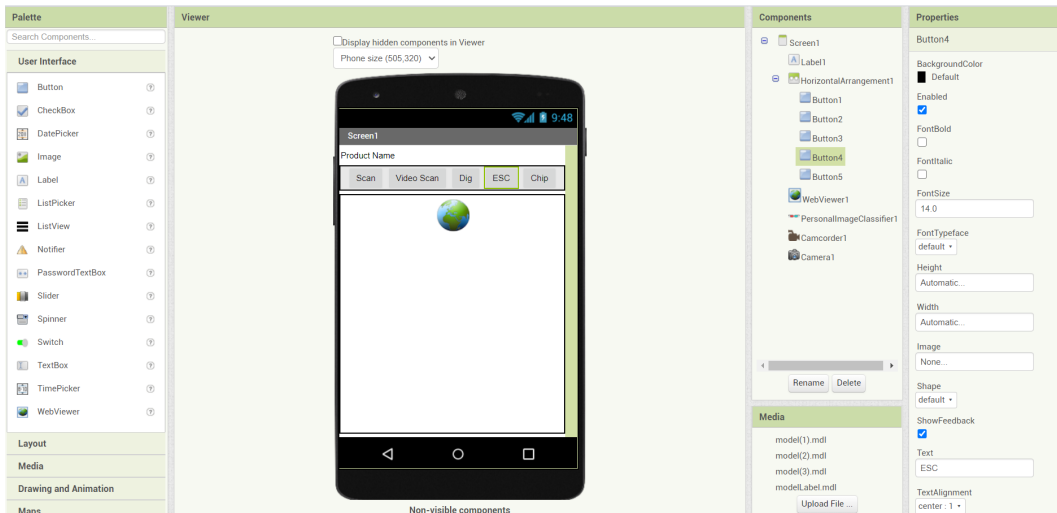 Palette
Search Components...
User Interface
Button
CheckBox
DatePicker
Image
Label
ListPicker
ListView
Notifier
PasswordTextBox
Slider
Spinner
Switch
TextBox
TimePicker
WebViewer
Layout
Media
Drawing and Animation
Maps
Viewer
Display hidden components in Viewer
Phone size (505,320)
9:48
Screen1
Product Name
Scan Video Scan Dig ESC Chip
Non-visible components
Components
Screen1
Label1
HorizontalArrangement1
Button1
Button2
Button3
Button4
Button5
WebViewer1
PersonalImageClassifier1
Camcorder1
Camera1
Rename Delete
Media
model(1).mdl
model(2).mdl
model(3).mdl
modelLabel.mdl
Upload File ...
Properties
Button4
BackgroundColor
Default
Enabled
FontBold
FontItalic
FontSize
14.0
FontTypeface
default
Height
Automatic...
Width
Automatic...
Image
None...
Shape
default
ShowFeedback
Text
ESC
TextAlignment
center : 1